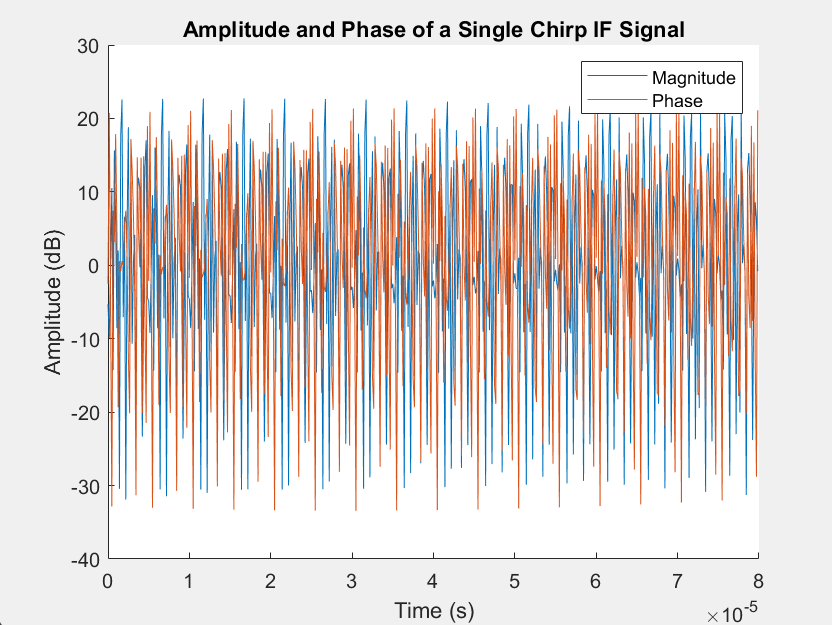 Amplitude and Phase of a Single Chirp IF Signal
30
20
10
0
-10
-20
-30
-40
Amplitude (dB)
Magnitude
Phase
0 1 2 3 4 5 6 7 8
×10-5
Time (s)